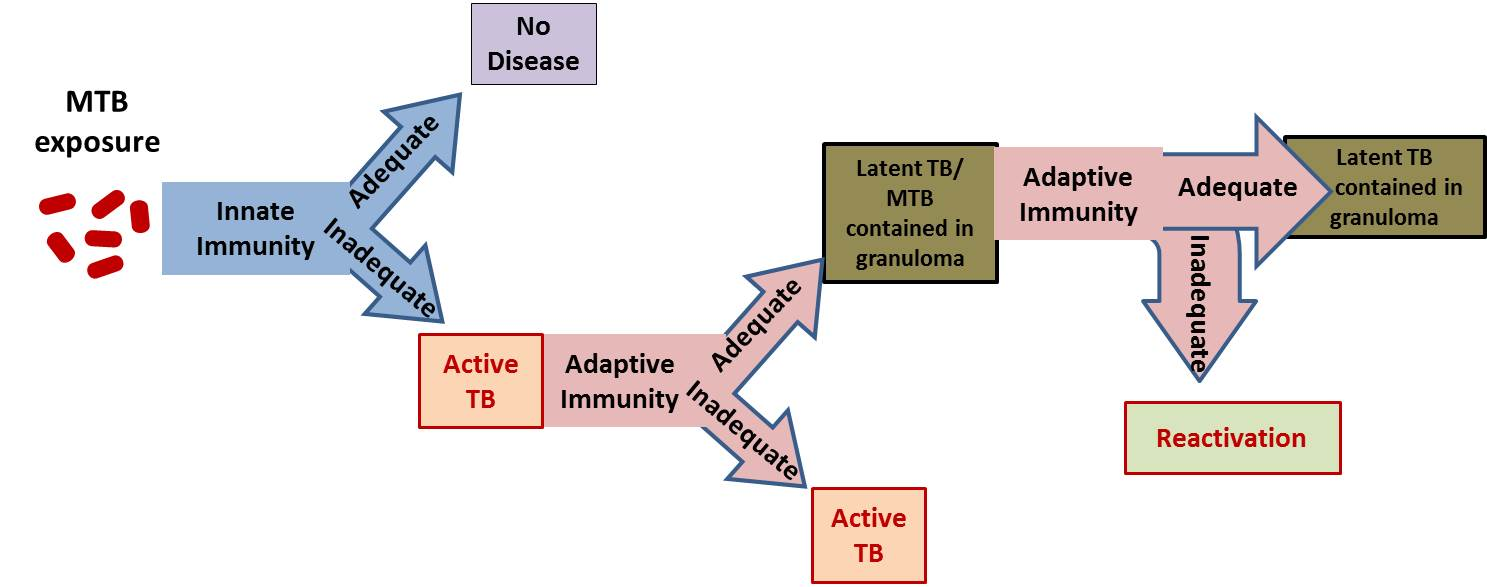 MTB
exposure
Innate
Immunity
Adequate
Inadequate
No
Disease
Active
TB
Adaptive
Immunity
Adequate
Inadequate
Active
TB
Latent TB/
MTB
contained in
granuloma
Adaptive
Immunity
Adequate
Inadequate
Latent TB
contained in
granuloma
Reactivation